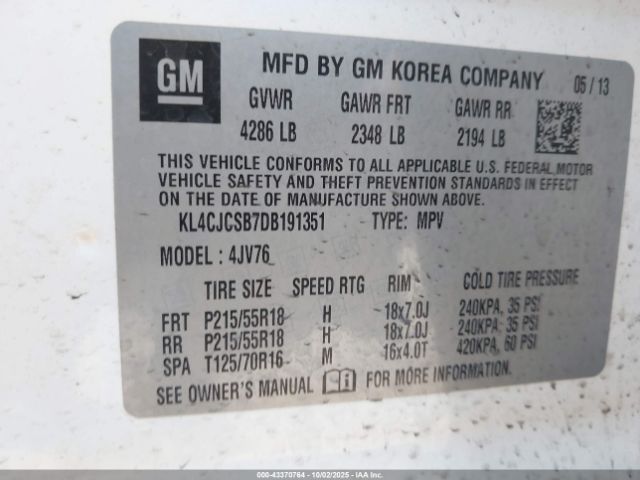 GM
MFD BY GM KOREA COMPANY 05 / 13
GVWR GAWR FRT GAWR RR
4286 LB 2348 LB 2194 LB
THIS VEHICLE CONFORMS TO ALL APPLICABLE U.S. FEDERAL MOTOR
VEHICLE SAFETY AND THEFT PREVENTION STANDARDS IN EFFECT
ON THE DATE OF MANUFACTURE SHOWN ABOVE.
KL4CJCSB7DB191351 TYPE: MPV
MODEL : 4JV76
TIRE SIZE SPEED RTG RIM COLD TIRE PRESSURE
FRT P215/55R18 H 18x7.0J 240KPA, 35 PSI
RR P215/55R18 H 18x7.0J 240KPA, 35 PSI
SPA T125/70R16 M 16x4.0T 420KPA, 60 PSI
SEE OWNER'S MANUAL FOR MORE INFORMATION.
000-43370764 - 10/02/2025 - IAAI.COM